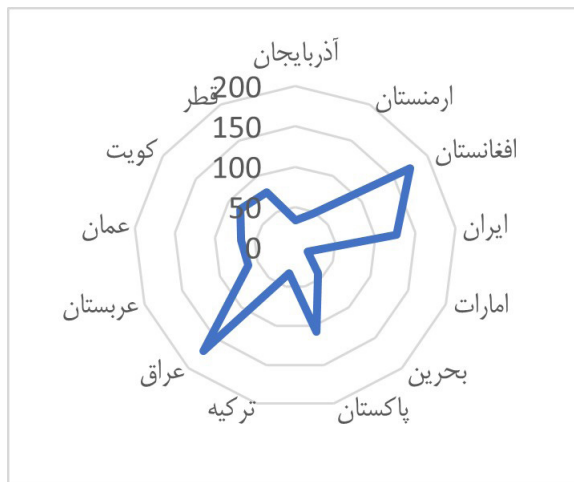 آذربایجان
ارمنستان
افغانستان
ایران
امارات
بحرین
پاکستان
ترکیه
عراق
عربستان
عمان
کویت
قطر
200
150
100
50
0